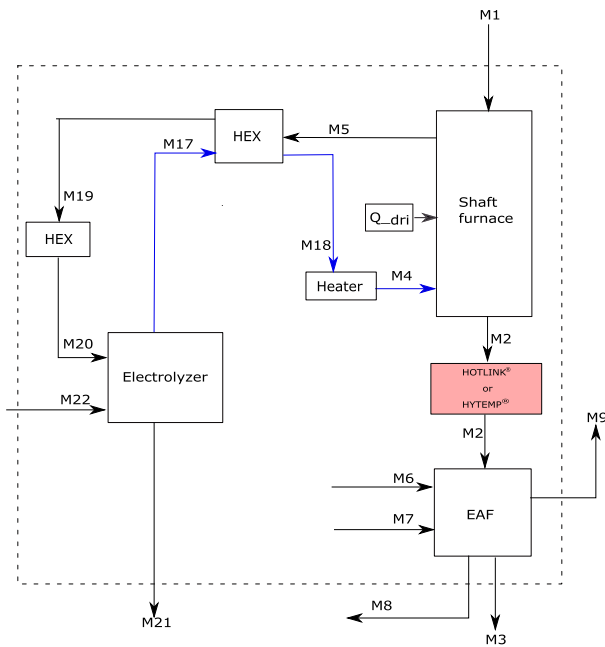 M1
M5
HEX
M17
Shaft
furnace
M19
Q_dri
HEX
M18
Heater
M4
M20
M2
Electrolyzer
HOTLINK®
or
HYTEMP®
M22
M9
M2
M6
EAF
M7
M8
M21
M3